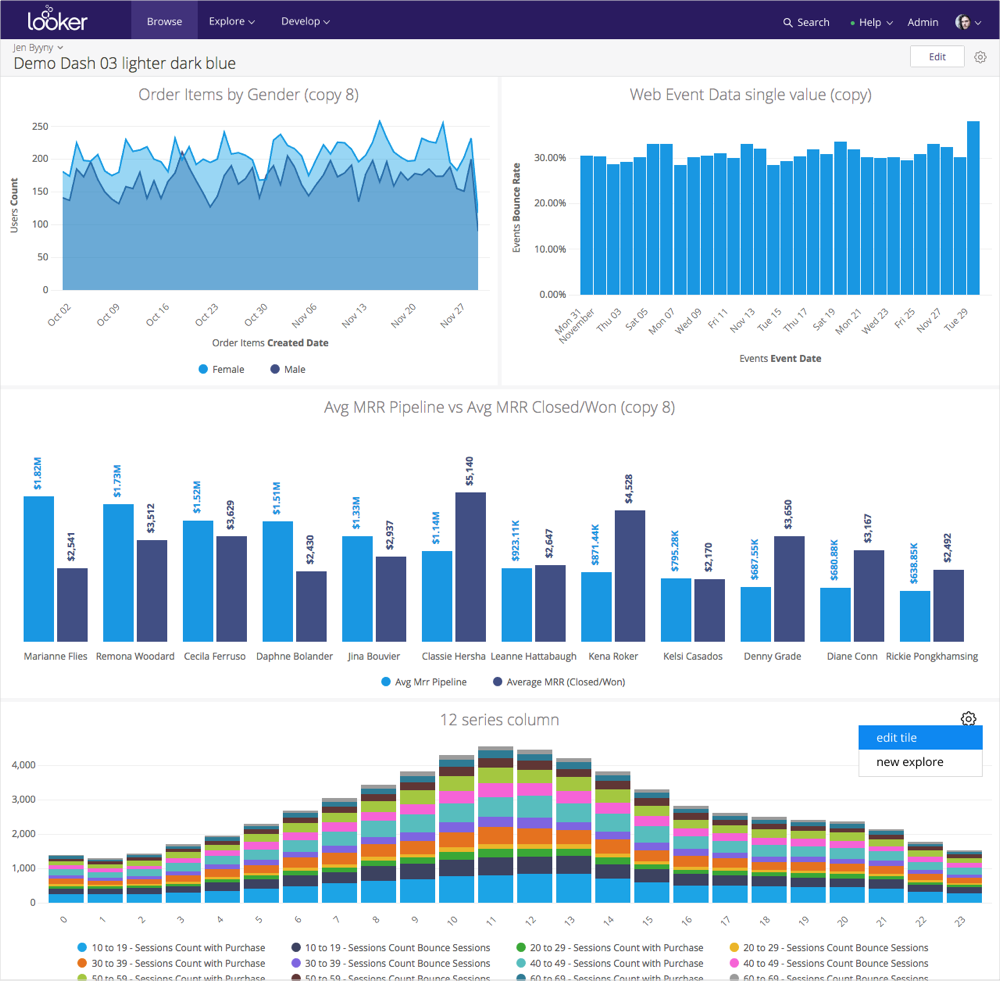 looker
Browse
Explore
Develop
Search
Help
Admin
Jen Byyny
Demo Dash 03 lighter dark blue
Edit
Order Items by Gender (copy 8)
250
200
150
100
50
0
Users Count
Oct 02
Oct 09
Oct 16
Oct 23
Oct 30
Nov 06
Nov 13
Nov 20
Nov 27
Order Items Created Date
Female
Male
Web Event Data single value (copy)
30.00%
20.00%
10.00%
0.00%
Events Bounce Rate
Mon 31
November
Thu 03
Sat 05
Mon 07
Wed 09
Fri 11
Nov 13
Tue 15
Thu 17
Sat 19
Mon 21
Wed 23
Fri 25
Nov 27
Tue 29
Events Event Date
Avg MRR Pipeline vs Avg MRR Closed/Won (copy 8)
$1.82M
$2,541
$1.73M
$3,512
$1.52M
$3,629
$1.51M
$2,430
$1.33M
$2,937
$1.14M
$5,140
$923.11K
$2,647
$871.44K
$4,528
$795.28K
$2,170
$687.55K
$3,650
$680.88K
$3,167
$638.85K
$2,492
Marianne Flies
Remona Woodard
Cecila Ferruso
Daphne Bolander
Jina Bouvier
Classie Hersha
Leanne Hattabaugh
Kena Roker
Kelsi Casados
Denny Grade
Diane Conn
Rickie Pongkhamsing
Avg Mrr Pipeline
Average MRR (Closed/Won)
12 series column
edit tile
new explore
4,000
3,000
2,000
1,000
0
0
1
2
3
4
5
6
7
8
9
10
11
12
13
14
15
16
17
18
19
20
21
22
23
10 to 19 - Sessions Count with Purchase
10 to 19 - Sessions Count Bounce Sessions
20 to 29 - Sessions Count with Purchase
20 to 29 - Sessions Count Bounce Sessions
30 to 39 - Sessions Count with Purchase
30 to 39 - Sessions Count Bounce Sessions
40 to 49 - Sessions Count with Purchase
40 to 49 - Sessions Count Bounce Sessions
50 to 59 - Sessions Count with Purchase
50 to 59 - Sessions Count Bounce Sessions
60 to 69 - Sessions Count with Purchase
60 to 69 - Sessions Count Bounce Sessions